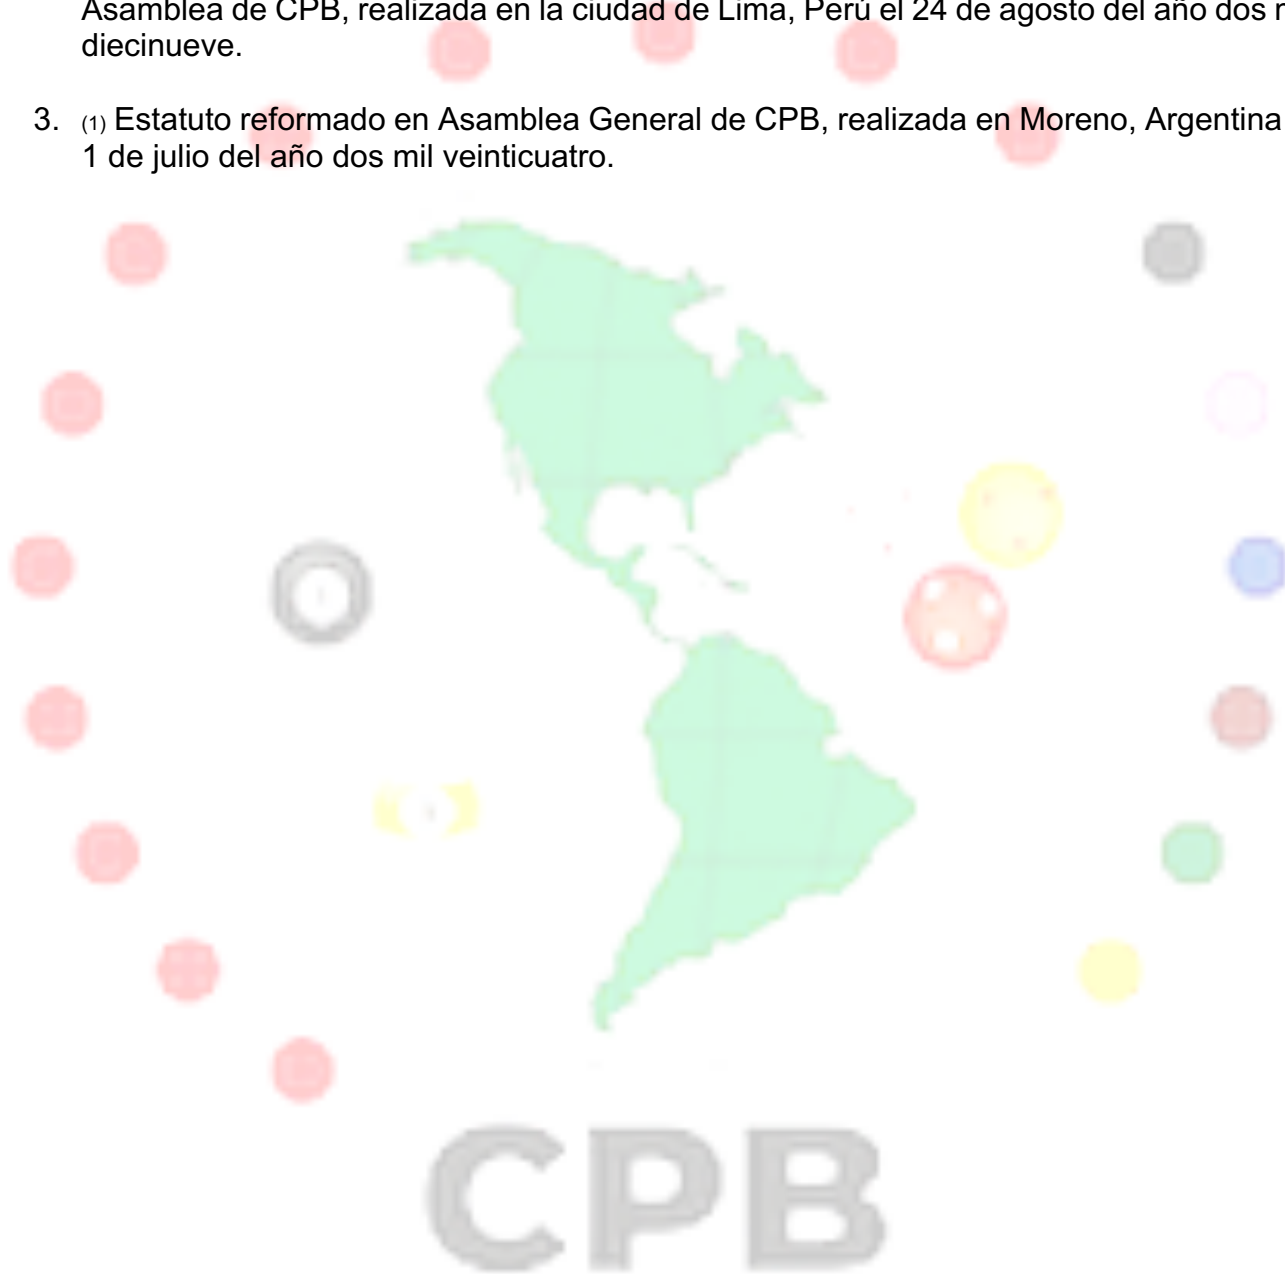 Asamblea de CPB, realizada en la ciudad de Lima, Perú el 24 de agosto del año dos
diecinueve.
3. (1) Estatuto reformado en Asamblea General de CPB, realizada en Moreno, Argentina
1 de julio del año dos mil veinticuatro.
CPB